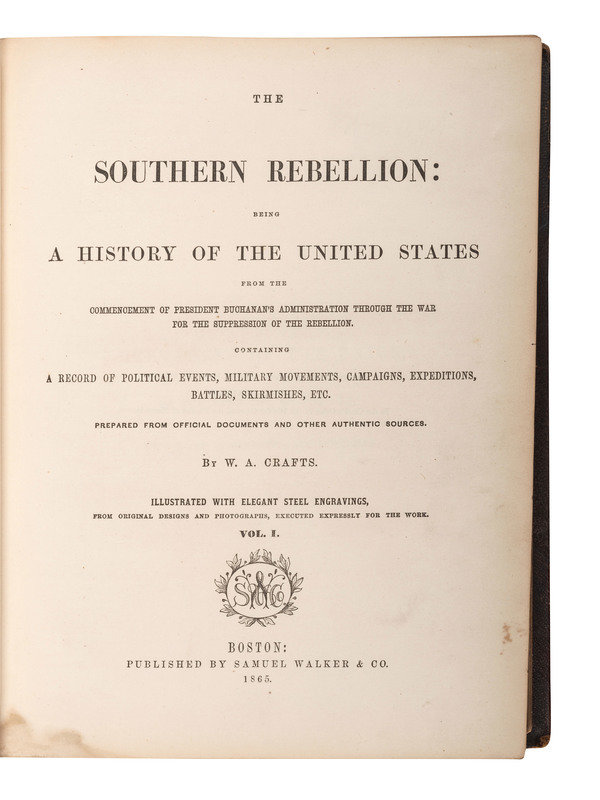 THE
SOUTHERN REBELLION:
BEING
A HISTORY OF THE UNITED STATES
FROM THE
COMMENCEMENT OF PRESIDENT BUCHANAN'S ADMINISTRATION THROUGH THE WAR
FOR THE SUPPRESSION OF THE REBELLION.
CONTAINING
A RECORD OF POLITICAL EVENTS, MILITARY MOVEMENTS, CAMPAIGNS, EXPEDITIONS,
BATTLES, SKIRMISHES, ETC.
PREPARED FROM OFFICIAL DOCUMENTS AND OTHER AUTHENTIC SOURCES.
BY W. A. CRAFTS.
ILLUSTRATED WITH ELEGANT STEEL ENGRAVINGS,
FROM ORIGINAL DESIGNS AND PHOTOGRAPHS, EXECUTED EXPRESSLY FOR THE WORK.
VOL. I.
BOSTON:
PUBLISHED BY SAMUEL WALKER & CO.
1865.